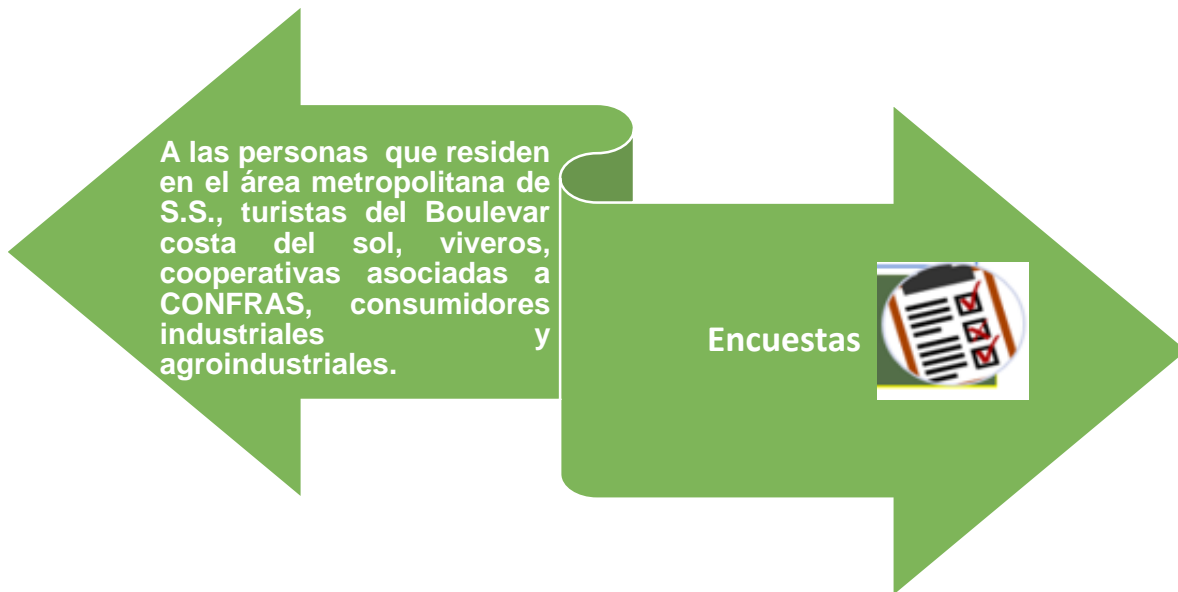 A las personas que residen
en el área metropolitana de
S.S., turistas del Boulevar
costa del sol, viveros,
cooperativas asociadas a
CONFRAS, consumidores
industriales y
agroindustriales.
Encuestas